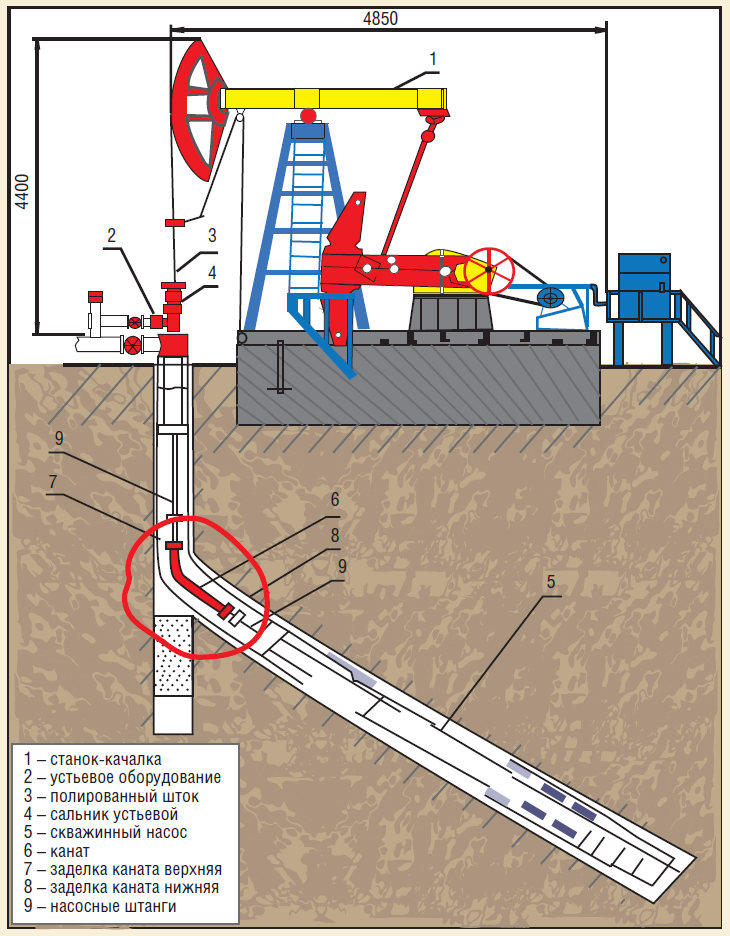 4850
1
4400
2
3
4
9
7
6
8
9
5
1 – станок-качалка
2 – устьевое оборудование
3 – полированный шток
4 – сальник устьевой
5 – скважинный насос
6 – канат
7 – заделка каната верхняя
8 – заделка каната нижняя
9 – насосные штанги